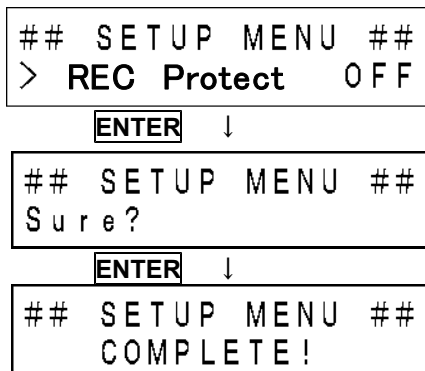 ## SETUP MENU ##
> REC Protect OFF
ENTER ↓
## SETUP MENU ##
Sure?
ENTER ↓
## SETUP MENU ##
COMPLETE!